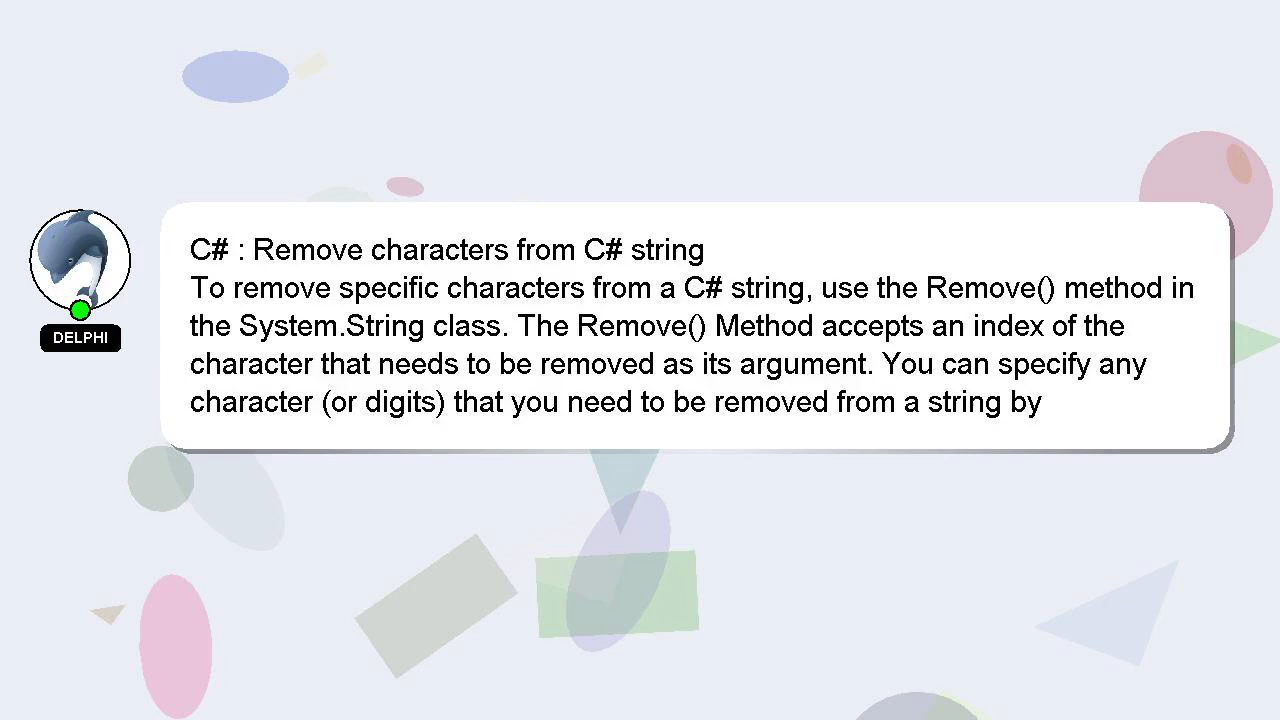 C# : Remove characters from C# string
To remove specific characters from a C# string, use the Remove() method in
the System.String class. The Remove() Method accepts an index of the
character that needs to be removed as its argument. You can specify any
character (or digits) that you need to be removed from a string by
DELPHI